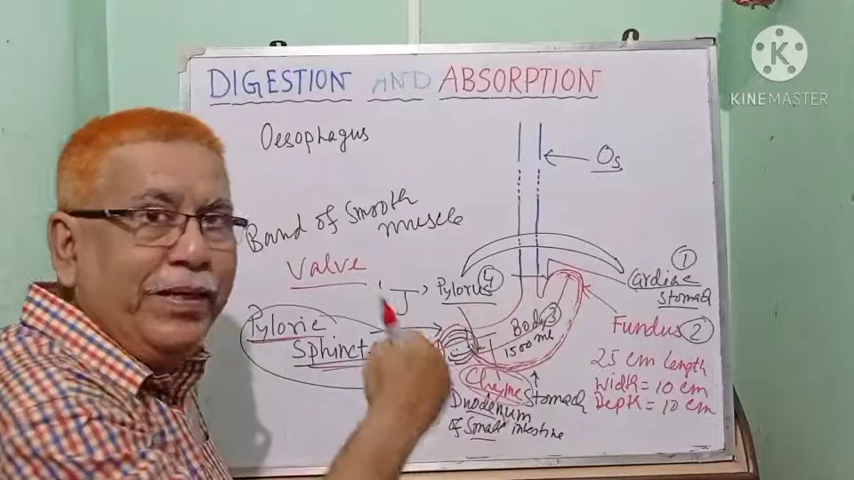 DIGESTION AND ABSORPTION
Oesophagus
Os
Band of Smooth
muscle
Valve
Pylorus 4
Pyloric
Sphinct
Cardiac 1
Stomach
Fundus 2
Body 3
1500 ml
Chyme
Stomach
Duodenum
of Small intestine
25 cm length
Width = 10 cm
Depth = 10 cm
K
KINEMASTER